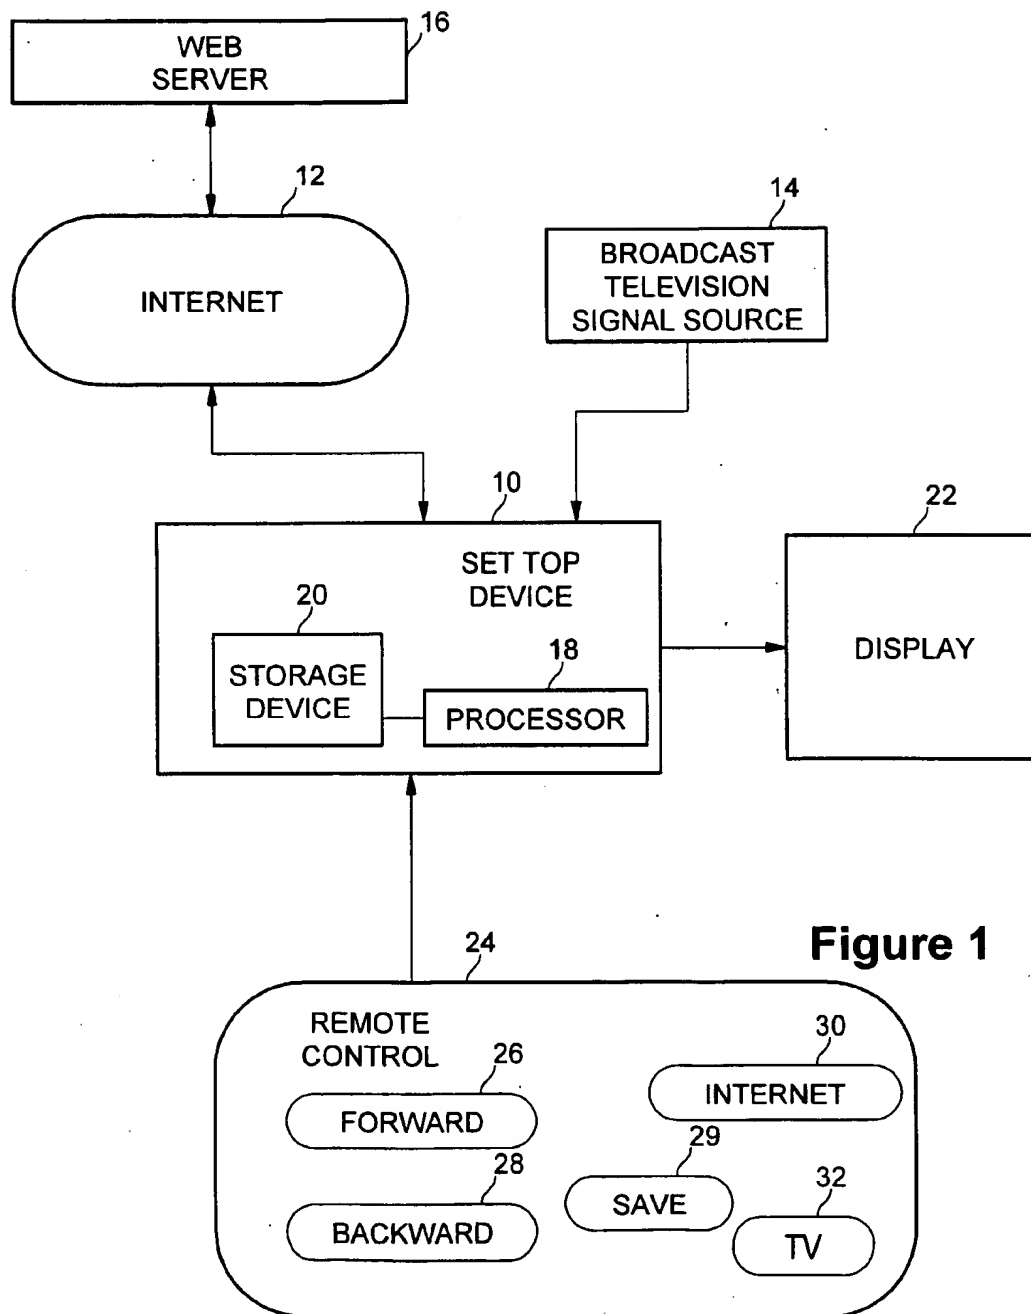 16
WEB
SERVER
12
INTERNET
14
BROADCAST
TELEVISION
SIGNAL SOURCE
10
SET TOP
DEVICE
20
STORAGE
DEVICE
18
PROCESSOR
22
DISPLAY
Figure 1
24
REMOTE
CONTROL
26
FORWARD
28
BACKWARD
29
SAVE
30
INTERNET
32
TV